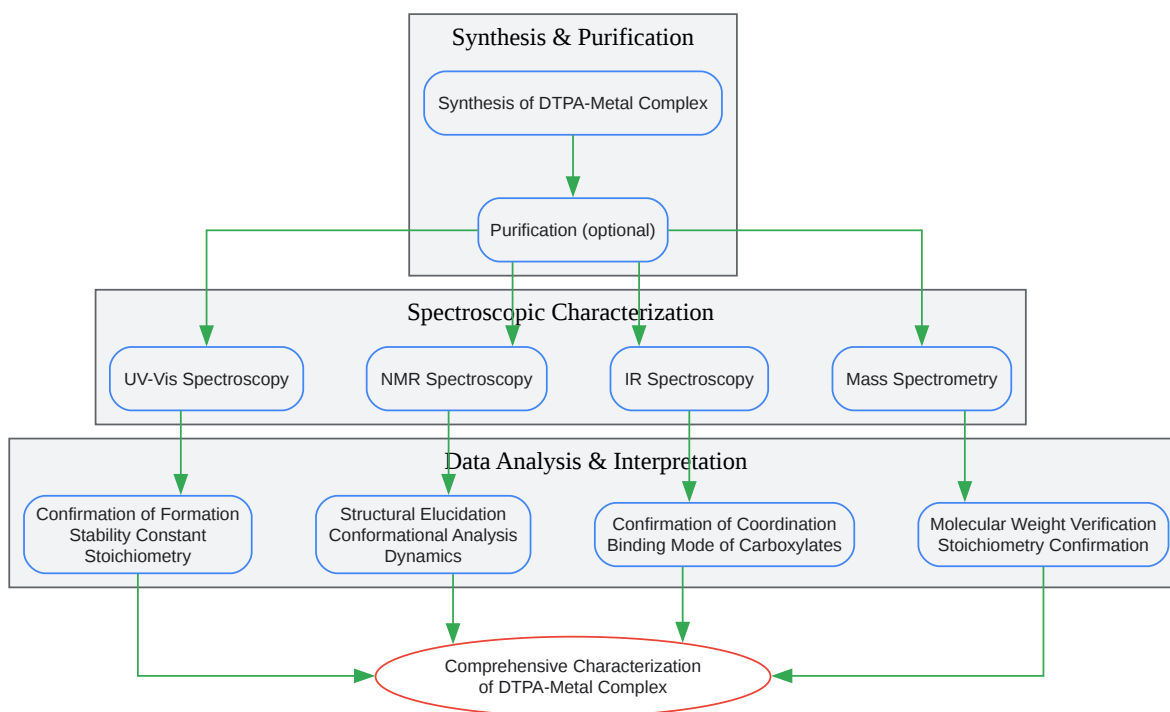 Synthesis & Purification
Synthesis of DTPA-Metal Complex
Purification (optional)
Spectroscopic Characterization
UV-Vis Spectroscopy
NMR Spectroscopy
IR Spectroscopy
Mass Spectrometry
Data Analysis & Interpretation
Confirmation of Formation
Stability Constant
Stoichiometry
Structural Elucidation
Conformational Analysis
Dynamics
Confirmation of Coordination
Binding Mode of Carboxylates
Molecular Weight Verification
Stoichiometry Confirmation
Comprehensive Characterization
of DTPA-Metal Complex